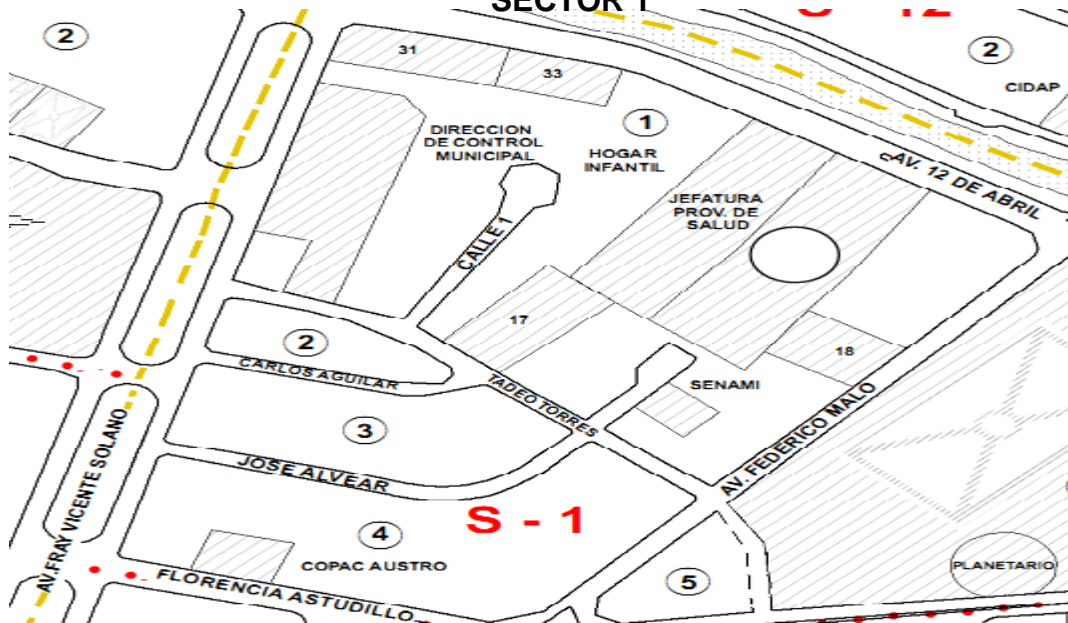 SECTOR 1
S - 12
2
2
CIDAP
31
33
1
DIRECCION
DE CONTROL
MUNICIPAL
HOGAR
INFANTIL
AV. 12 DE ABRIL
JEFATURA
PROV. DE
SALUD
CALLE 1
17
18
2
CARLOS AGUILAR
TADEO TORRES
SENAMI
3
AV. FEDERICO MALO
AV.FRAY VICENTE SOLANO
JOSE ALVEAR
S - 1
4
COPAC AUSTRO
FLORENCIA ASTUDILLO
5
PLANETARIO